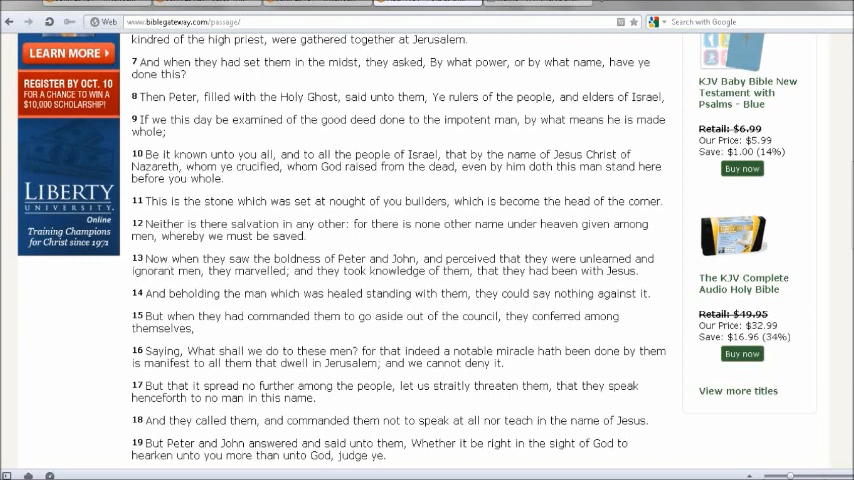 Web
www.biblegateway.com/passage/
Search with Google
kindred of the high priest, were gathered together at Jerusalem.
7 And when they had set them in the midst, they asked, By what power, or by what name, have ye
done this?
8 Then Peter, filled with the Holy Ghost, said unto them, Ye rulers of the people, and elders of Israel,
9 If we this day be examined of the good deed done to the impotent man, by what means he is made
whole;
10 Be it known unto you all, and to all the people of Israel, that by the name of Jesus Christ of
Nazareth, whom ye crucified, whom God raised from the dead, even by him doth this man stand here
before you whole.
11 This is the stone which was set at nought of you builders, which is become the head of the corner.
12 Neither is there salvation in any other: for there is none other name under heaven given among
men, whereby we must be saved.
13 Now when they saw the boldness of Peter and John, and perceived that they were unlearned and
ignorant men, they marvelled; and they took knowledge of them, that they had been with Jesus.
14 And beholding the man which was healed standing with them, they could say nothing against it.
15 But when they had commanded them to go aside out of the council, they conferred among
themselves,
16 Saying, What shall we do to these men? for that indeed a notable miracle hath been done by them
is manifest to all them that dwell in Jerusalem; and we cannot deny it.
17 But that it spread no further among the people, let us straitly threaten them, that they speak
henceforth to no man in this name.
18 And they called them, and commanded them not to speak at all nor teach in the name of Jesus.
19 But Peter and John answered and said unto them, Whether it be right in the sight of God to
hearken unto you more than unto God, judge ye.
LEARN MORE
REGISTER BY OCT. 10
FOR A CHANCE TO WIN A
$10,000 SCHOLARSHIP!
LIBERTY
UNIVERSITY
Online
Training Champions
for Christ since 1971
KJV Baby Bible New
Testament with
Psalms - Blue
Retail: $6.99
Our Price: $5.99
Save: $1.00 (14%)
Buy now
The KJV Complete
Audio Holy Bible
Retail: $49.95
Our Price: $32.99
Save: $16.96 (34%)
Buy now
View more titles